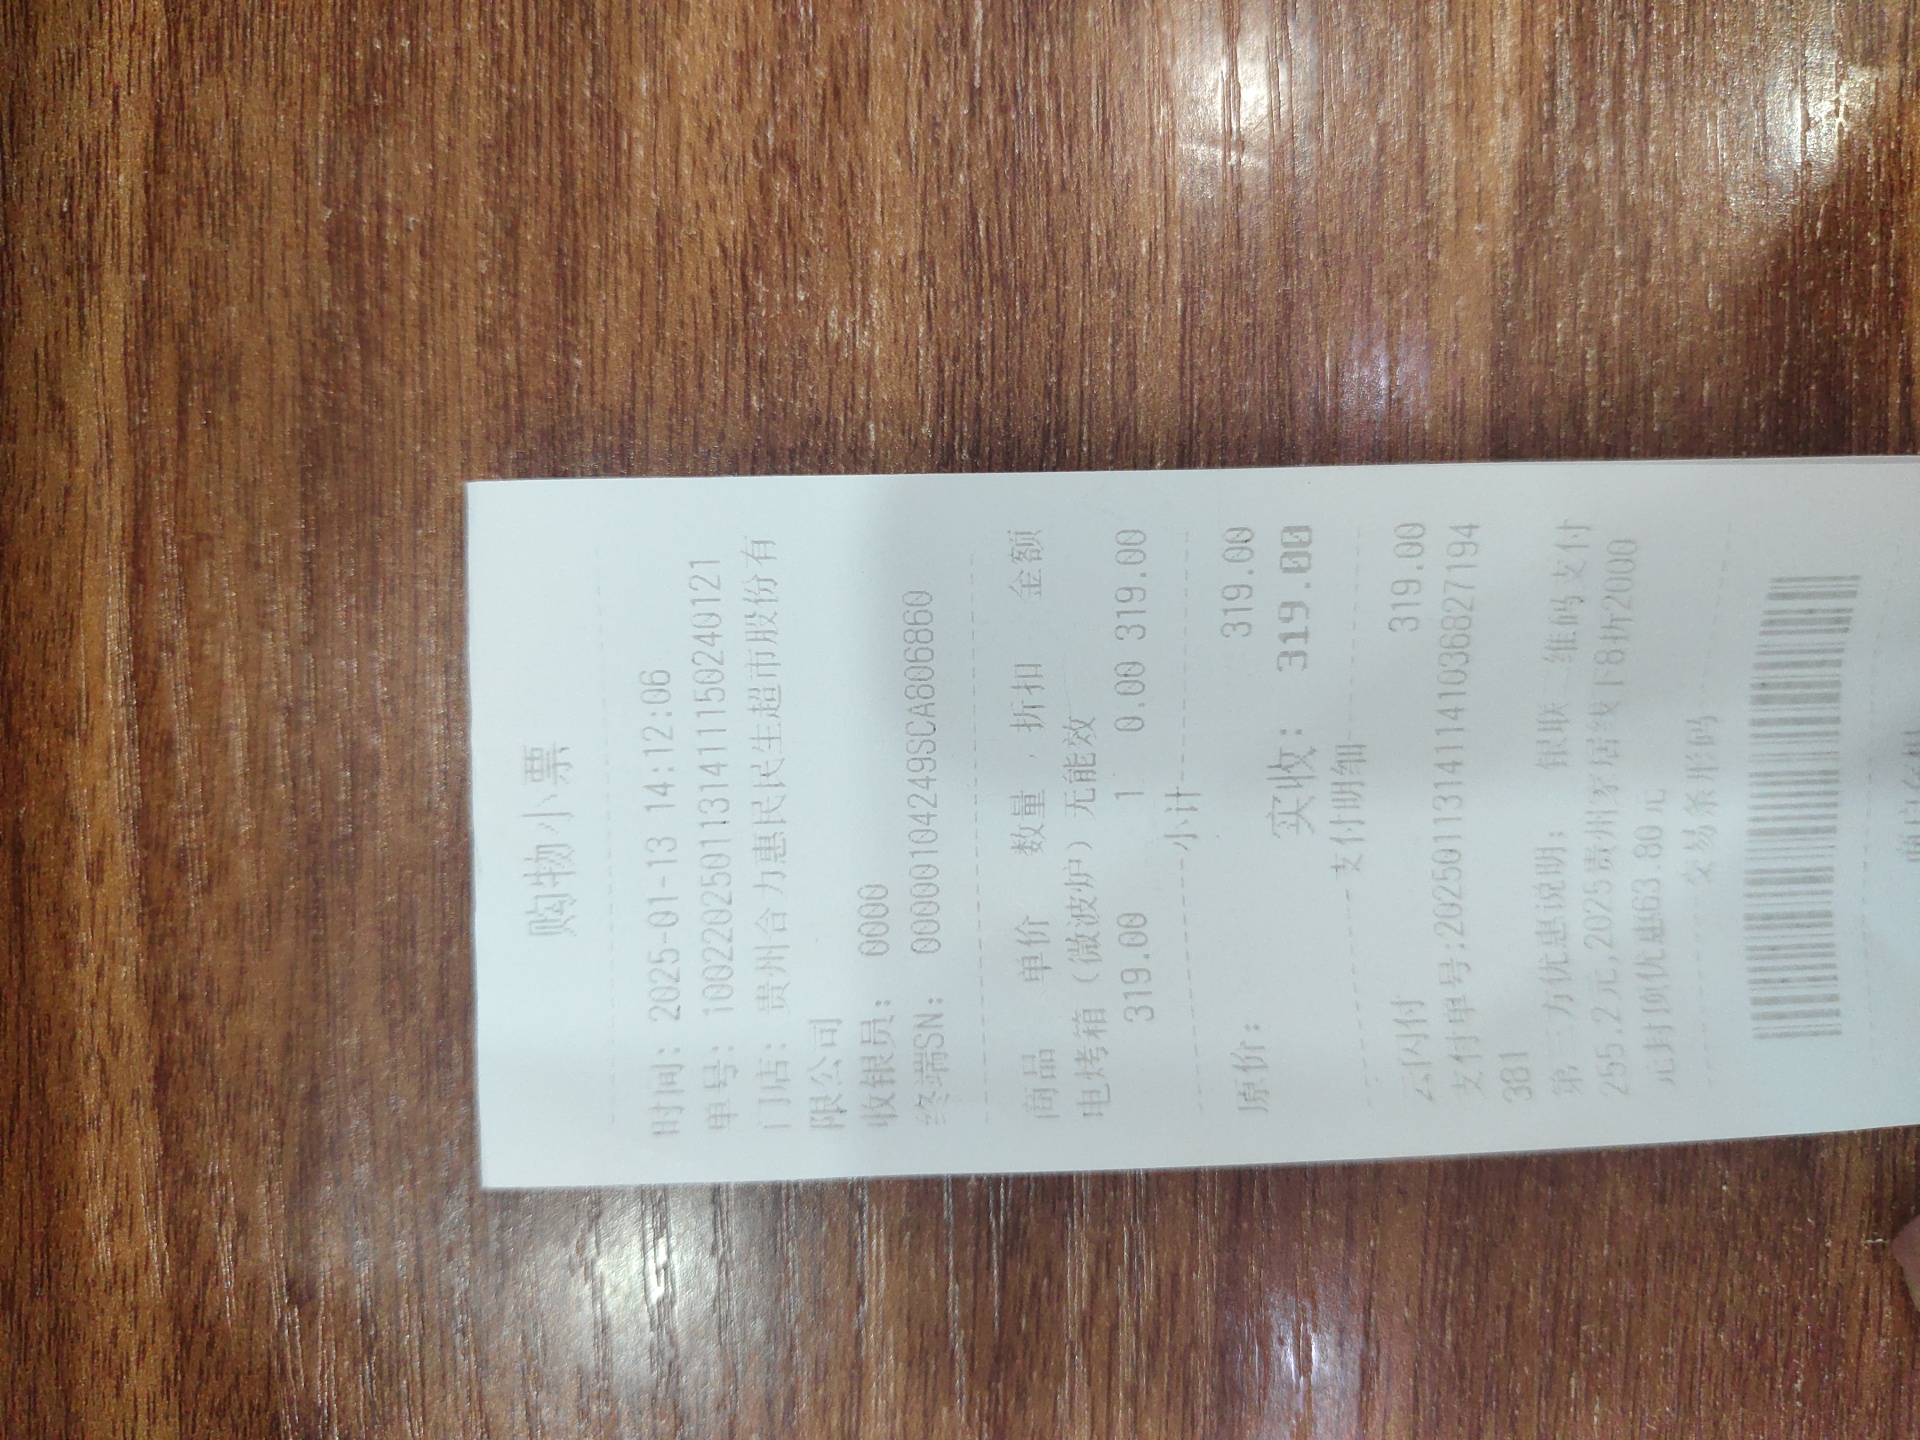 购物小票
时间: 2025-01-13 14:12:06
单号: 10022025011314111502240121
门店: 贵州合力惠民民生超市股份有
限公司
收银员: 0000
终端SN: 00000104249SCA806860
商品 单价 数量 折扣 金额
电烤箱（微波炉）无能效
319.00 1 0.00 319.00
小计
原价: 319.00
实收: 319.00
支付明细
云闪付 319.00
支付单号:20250113141141036827194
381
第三方优惠说明: 银联二维码支付
255.2元,2025贵州家居线下8折2000
元封顶优惠63.80元
交易条形码